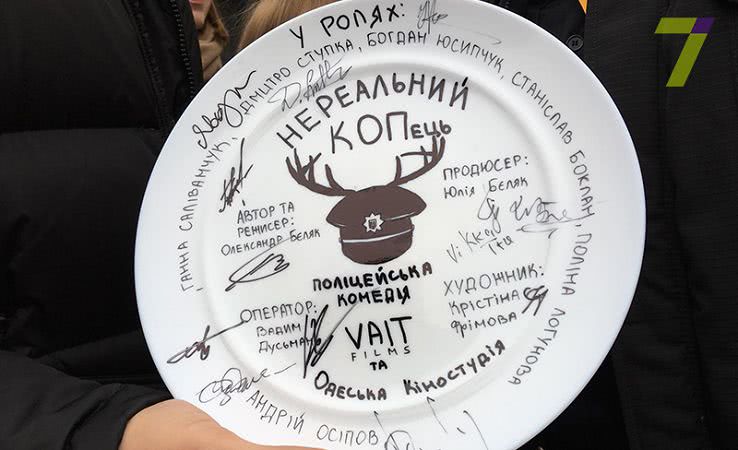 У РОЛЯХ:
ГАННА САЛІВАНЧУК, ДМИТРО СТУПКА, БОГДАН ЮСИПЧУК, СТАНІСЛАВ БОКЛАН, ПОЛІНА ЛОГУНОВА
АНДРІЙ ОСІПОВ
НЕРЕАЛЬНИЙ
КОПець
АВТОР ТА
РЕЖИСЕР:
Олександр Беляк
ПРОДЮСЕР:
Юлія Беляк
Vikke
ПОЛІЦЕЙСЬКА
КОМЕДІЯ
ОПЕРАТОР:
Вадим
Дусьман
ХУДОЖНИК:
Крістіна
Фрімова
VAIT
FILMS
ТА
Одеська Кіностудія
7